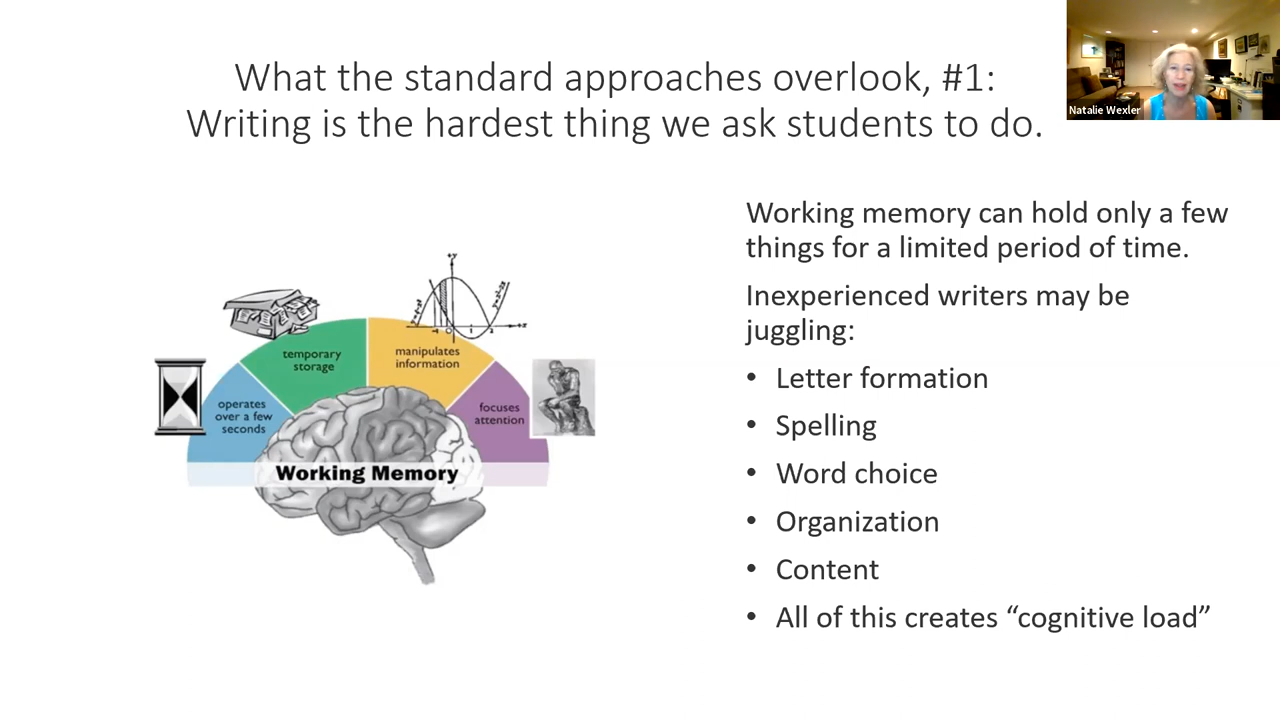 What the standard approaches overlook, #1:
Writing is the hardest thing we ask students to do.
Natalie Wexler
Working memory can hold only a few
things for a limited period of time.
Inexperienced writers may be
juggling:
• Letter formation
• Spelling
• Word choice
• Organization
• Content
• All of this creates “cognitive load”
operates
over a few
seconds
temporary
storage
manipulates
information
focuses
attention
Working Memory
+y
+x
-1
O
1
2